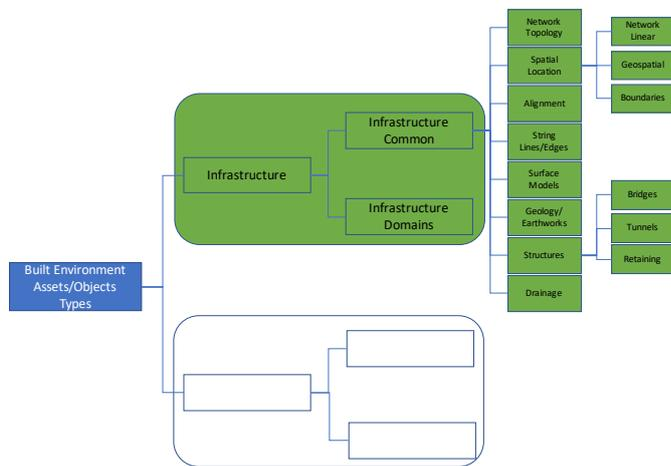 Built Environment
Assets/Objects
Types
Infrastructure
Infrastructure
Common
Infrastructure
Domains
Network
Topology
Spatial
Location
Alignment
String
Lines/Edges
Surface
Models
Geology/
Earthworks
Structures
Drainage
Network
Linear
Geospatial
Boundaries
Bridges
Tunnels
Retaining